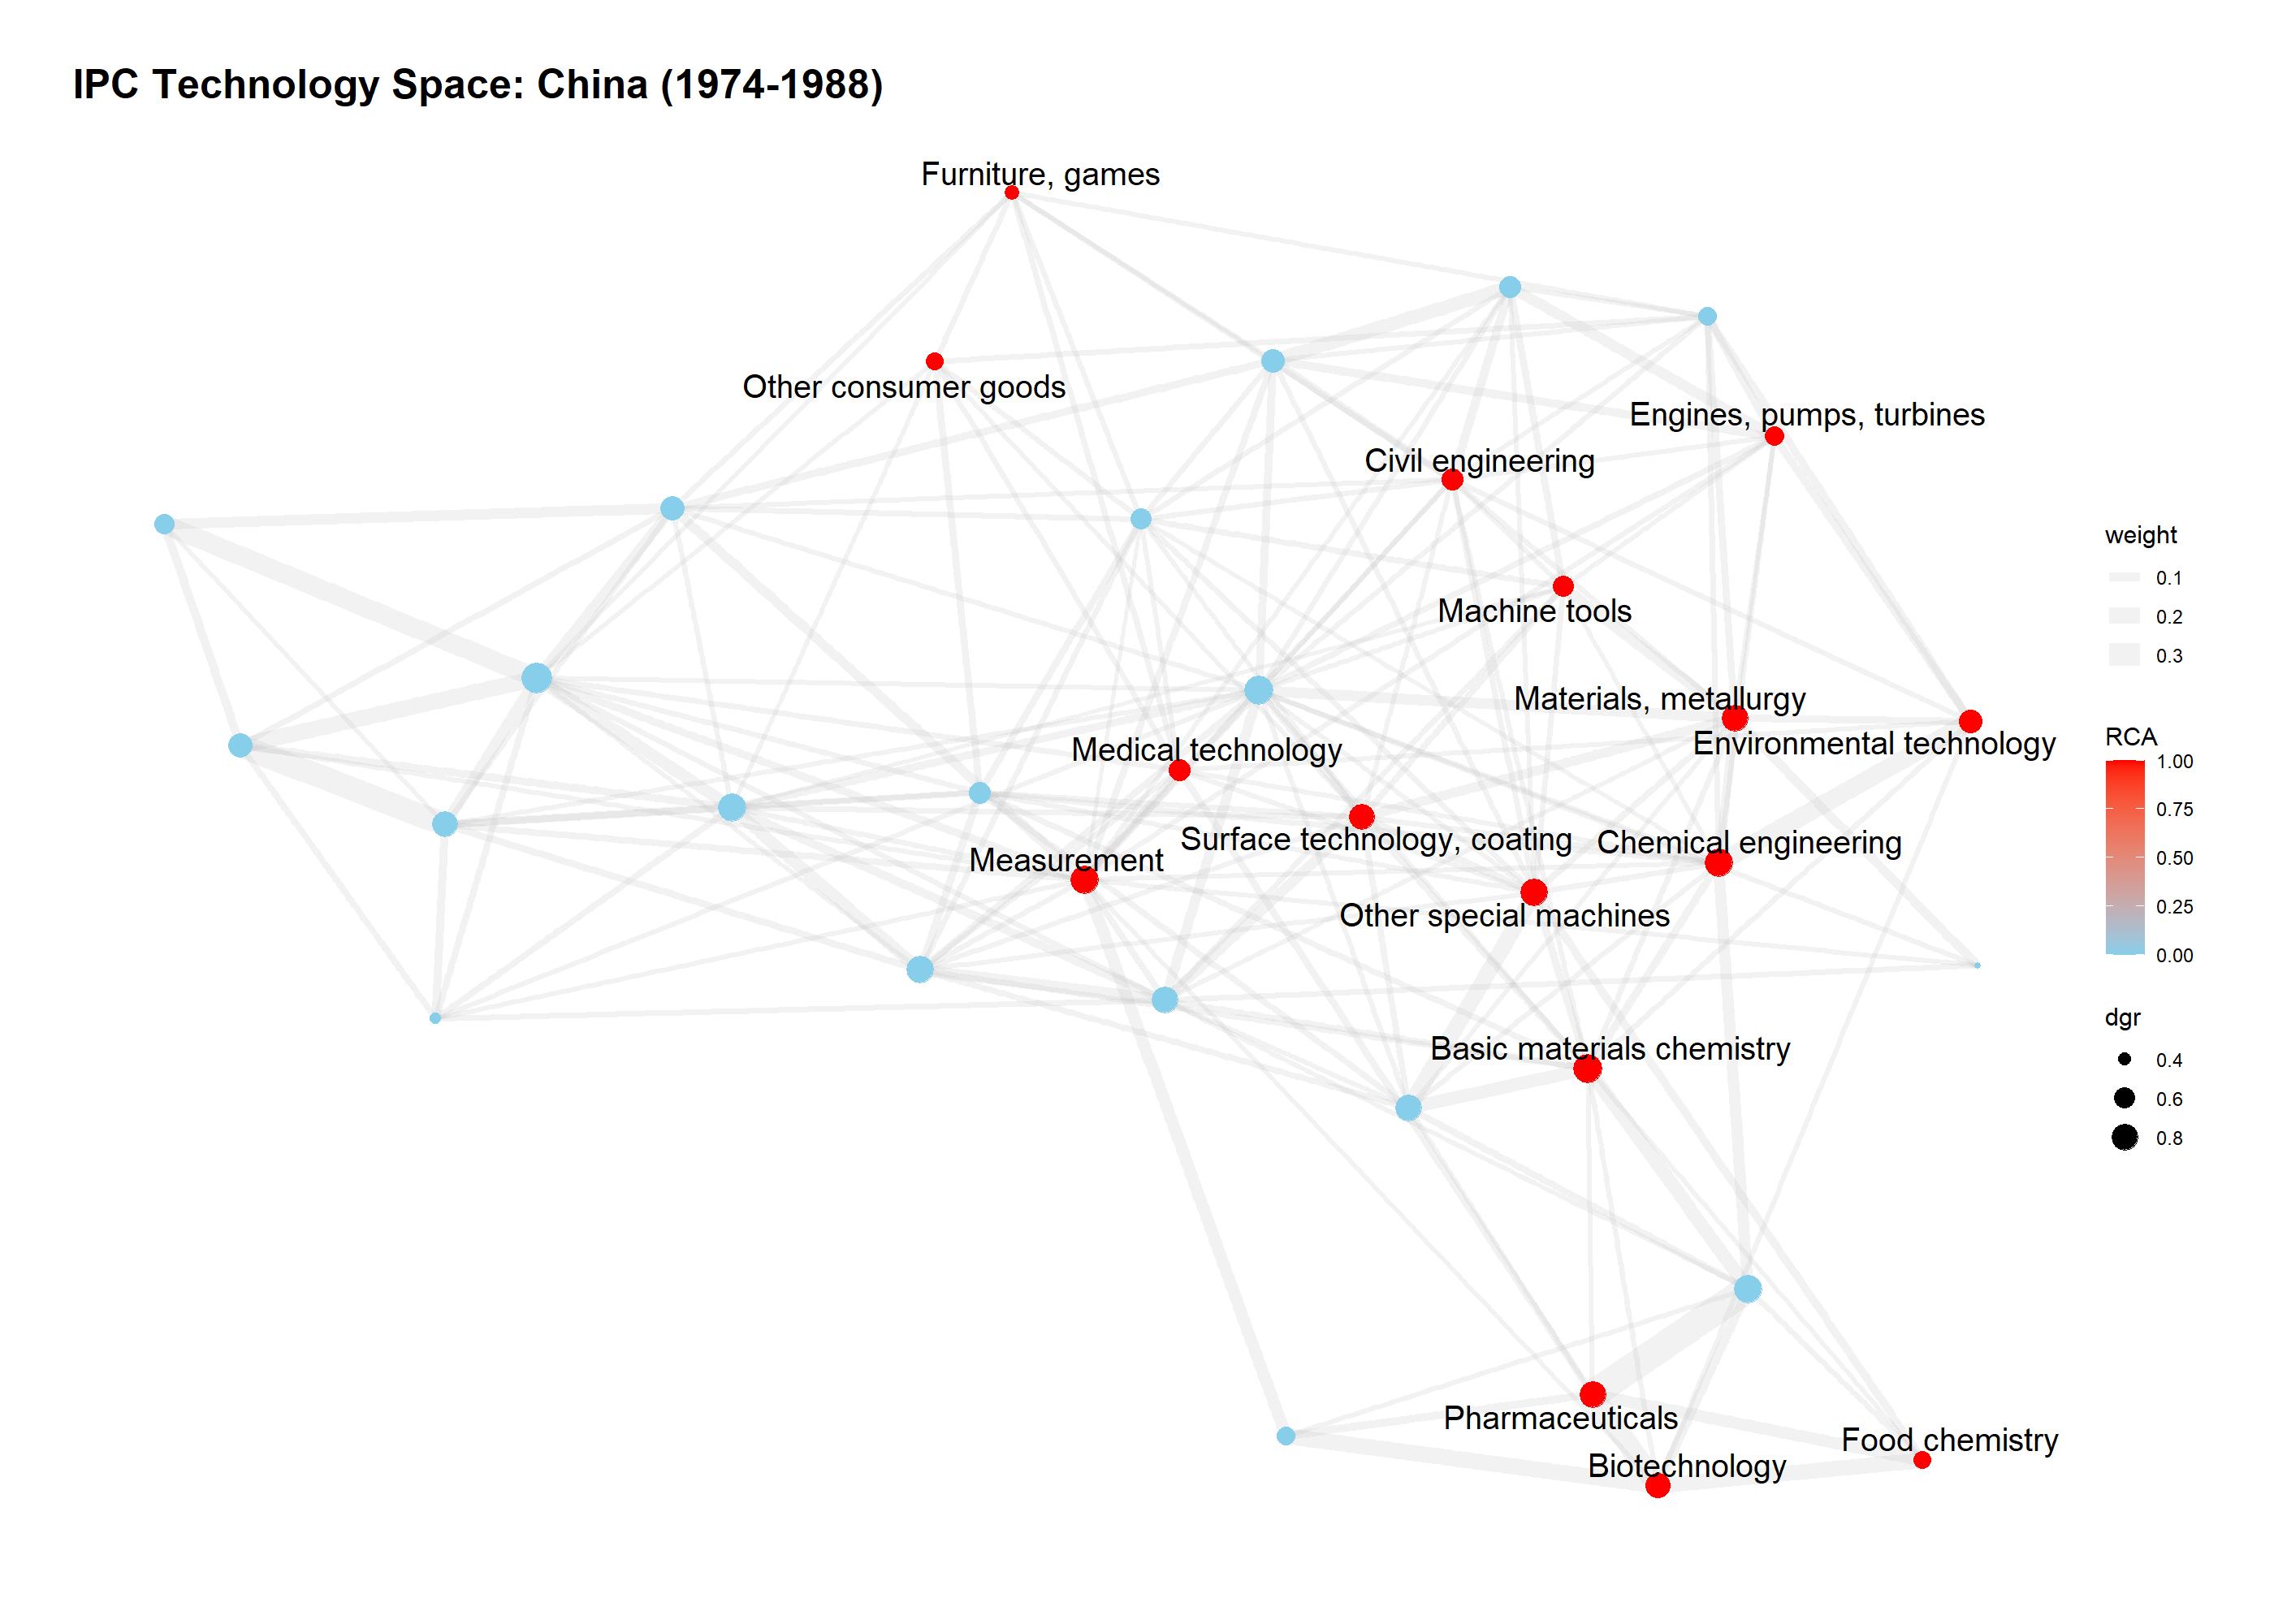 IPC Technology Space: China (1974-1988)
Furniture, games
Other consumer goods
Engines, pumps, turbines
Civil engineering
Machine tools
Materials, metallurgy
Environmental technology
Medical technology
Surface technology, coating
Chemical engineering
Measurement
Other special machines
Basic materials chemistry
Pharmaceuticals
Food chemistry
Biotechnology
weight
0.1
0.2
0.3
RCA
1.00
0.75
0.50
0.25
0.00
dgr
0.4
0.6
0.8